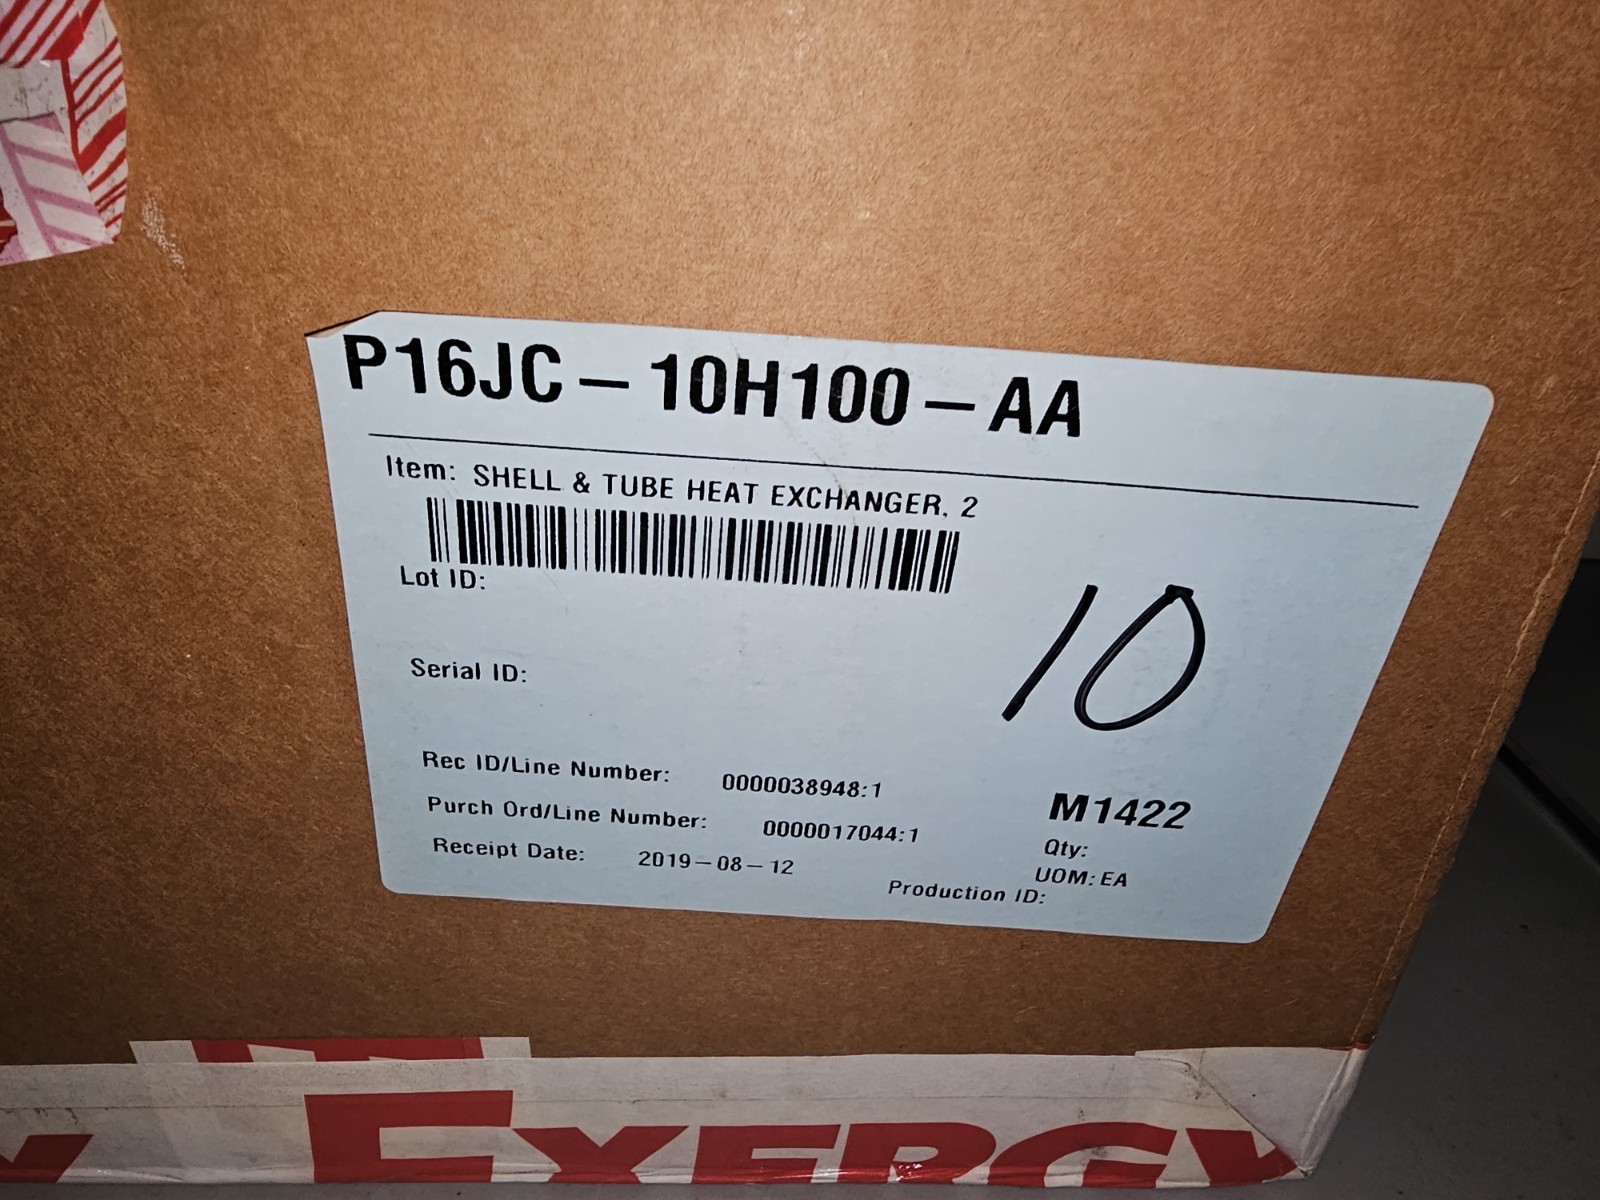 P16JC-10H100-AA
Item: SHELL & TUBE HEAT EXCHANGER, 2
Lot ID:
10
Serial ID:
Rec ID/Line Number: 0000038948:1
Purch Ord/Line Number: 0000017044:1
M1422
Qty:
Receipt Date: 2019-08-12
UOM: EA
Production ID:
EXERGY